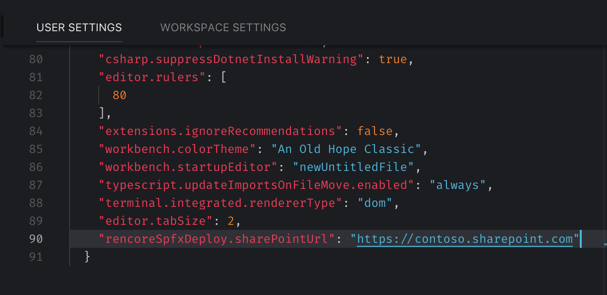 USER SETTINGS WORKSPACE SETTINGS
80 "csharp.suppressDotnetInstallWarning": true,
81 "editor.rulers": [
82 80
83 ],
84 "extensions.ignoreRecommendations": false,
85 "workbench.colorTheme": "An Old Hope Classic",
86 "workbench.startupEditor": "newUntitledFile",
87 "typescript.updateImportsOnFileMove.enabled": "always",
88 "terminal.integrated.rendererType": "dom",
89 "editor.tabSize": 2,
90 "rencoreSpfxDeploy.sharePointUrl": "https://contoso.sharepoint.com"
91 }